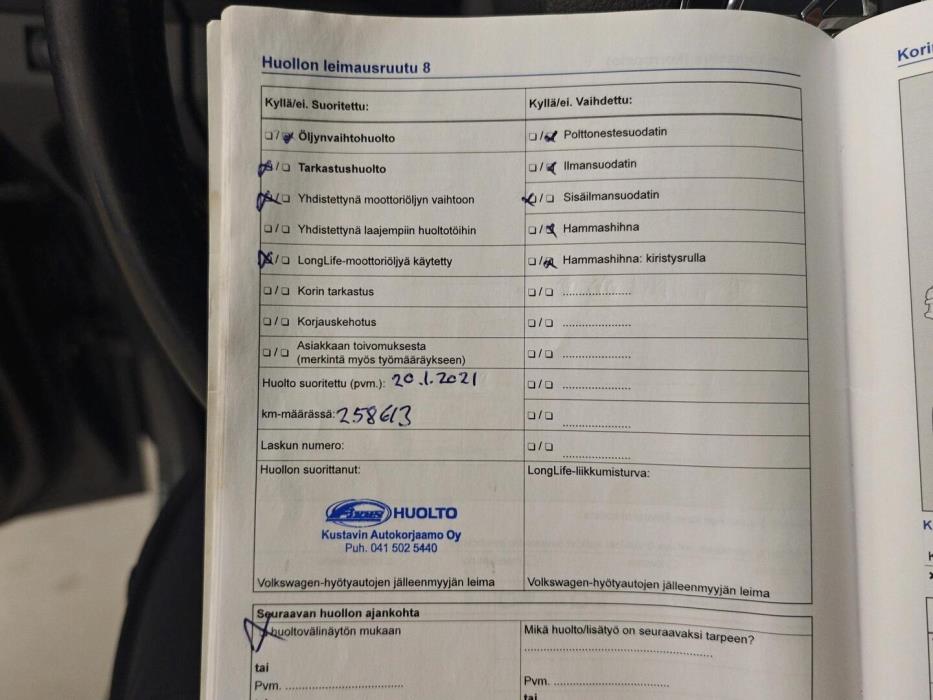 Huollon leimausruutu 8
Kyllä/ei. Suoritettu:
Öljynvaihtohuolto
Tarkastushuolto
Yhdistettynä moottoriöljyn vaihtoon
Yhdistettynä laajempiin huoltotöihin
LongLife-moottoriöljyä käytetty
Korin tarkastus
Korjauskehotus
Asiakkaan toivomuksesta
(merkintä myös työmääräykseen)
Huolto suoritettu (pvm.): 20.1.2021
km-määrässä: 258613
Laskun numero:
Huollon suorittanut:
HUOLTO
Kustavin Autokorjaamo Oy
Puh. 041 502 5440
Volkswagen-hyötyautojen jälleenmyyjän leima
Kyllä/ei. Vaihdettu:
Polttonestesuodatin
Ilmansuodatin
Sisäilmansuodatin
Hammashihna
Hammashihna: kiristysrulla
LongLife-liikkumisturva:
Volkswagen-hyötyautojen jälleenmyyjän leima
Seuraavan huollon ajankohta
huoltovälinäytön mukaan
tai
Pvm.
Mikä huolto/lisätyö on seuraavaksi tarpeen?
Pvm.
tai